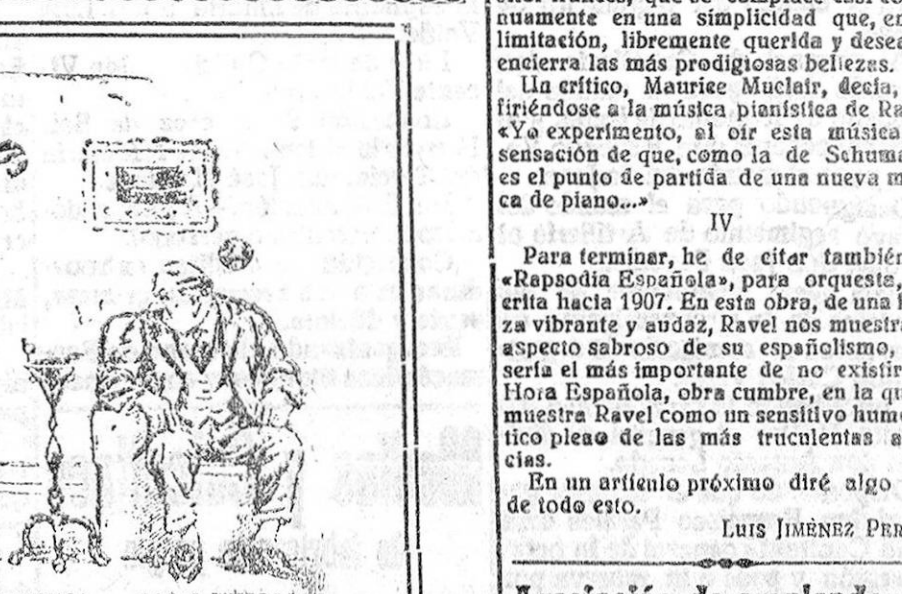 nuamente en una simplicidad que, en
limitación, libremente querida y desea
encierra las más prodigiosas bellezas.
Un crítico, Maurice Muclair, decía,
firiéndose a la música pianística de Ra
«Yo experimento, al oir esta música
sensación de que, como la de Schuma
es el punto de partida de una nueva m
ca de piano...»
IV
Para terminar, he de citar también
«Rapsodia Española», para orquesta,
crita hacia 1907. En esta obra, de una
za vibrante y audaz, Ravel nos muestra
aspecto sabroso de su españolismo,
sería el más importante de no existir
Hora Española, obra cumbre, en la qu
muestra Ravel como un sensitivo humo
tico pleno de las más truculentas a
cias.
En un artículo próximo diré algo
de todo esto.
LUIS JIMÉNEZ PER